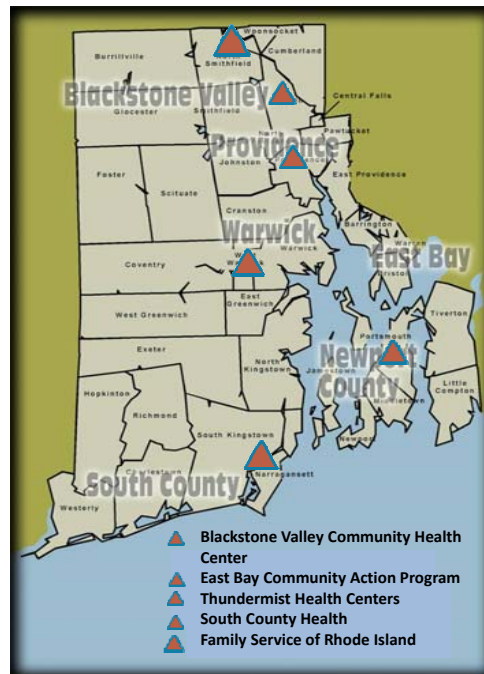 Woonsocket
Burrillville
Cumberland
Smithfield
Blackstone Valley
Central Falls
Glocester
Smithfield
Pawtucket
Providence
Johnston
Foster
East Providence
Scituate
Cranston
Barrington
Warwick
Warwick
Warren
East Bay
Coventry
Bristol
East
Greenwich
Tiverton
West Greenwich
Portsmouth
Exeter
Newport
County
North
Kingstown
Jamestown
Hopkinton
Little
Compton
Middletown
Richmond
South Kingstown
Newport
Charlestown
Narragansett
South County
Westerly
Blackstone Valley Community Health
Center
East Bay Community Action Program
Thundermist Health Centers
South County Health
Family Service of Rhode Island